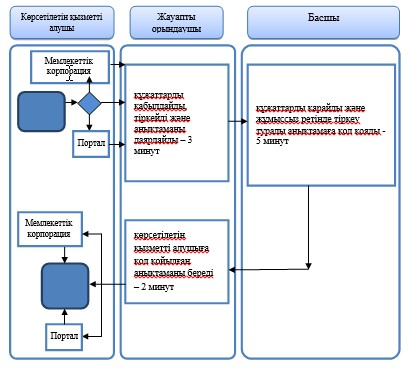 Көрсетілетін қызметті
алушы
Жауапты
орындаушы
Басшы
Мемлекеттік
корпорация
Портал
құжаттарды
қабылдайды,
тіркейді және
анықтаманы
даярлайды – 3
минут
құжаттарды қарайды және
жұмыссыз ретінде тіркеу
туралы анықтамаға қол қояды -
5 минут
Мемлекеттік
корпорация
Портал
көрсетілетін
қызметті алушыға
қол қойылған
анықтаманы береді
– 2 минут